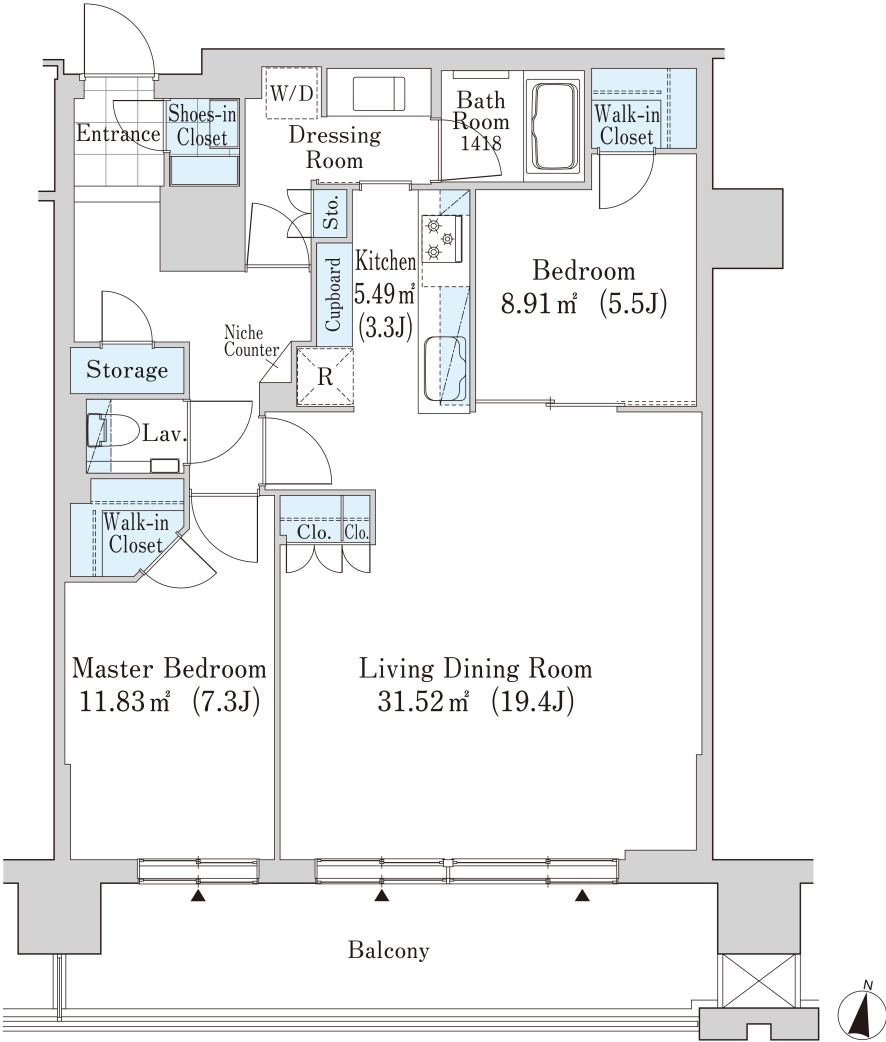 Entrance
Shoes-in
Closet
W/D
Dressing
Room
Bath
Room
1418
Walk-in
Closet
Sto.
Cupboard
Kitchen
5.49㎡
(3.3J)
Bedroom
8.91㎡ (5.5J)
Niche
Counter
R
Storage
Lav.
Walk-in
Closet
Clo.
Clo.
Master Bedroom
11.83㎡ (7.3J)
Living Dining Room
31.52㎡ (19.4J)
Balcony
N